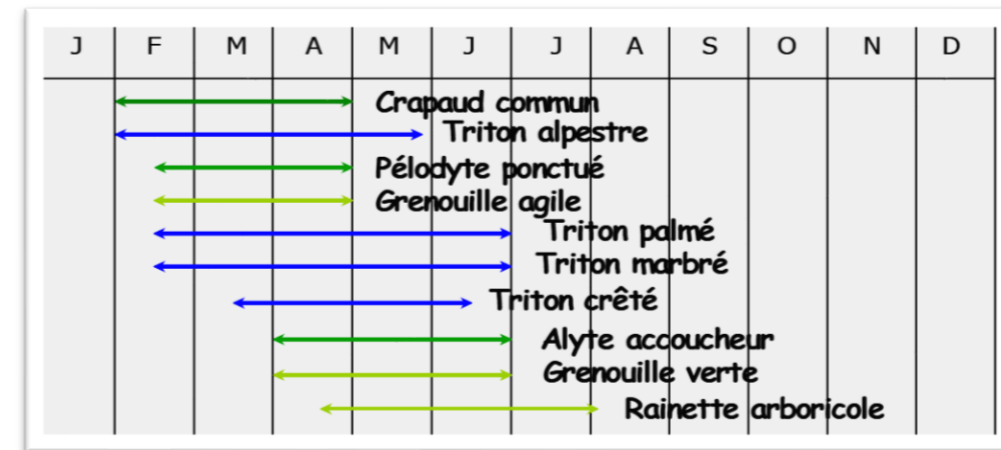 J F M A M J J A S O N D
Crapaud commun
Triton alpestre
Pélodyte ponctué
Grenouille agile
Triton palmé
Triton marbré
Triton crêté
Alyte accoucheur
Grenouille verte
Rainette arboricole